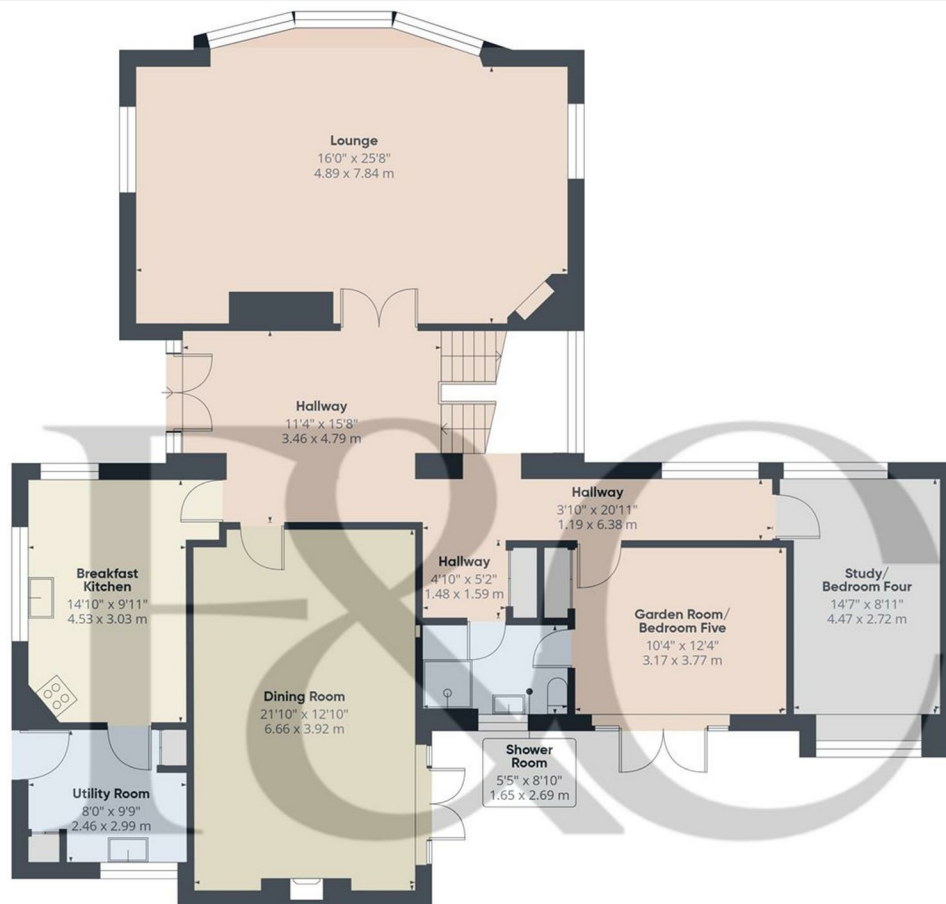 Lounge
16'0" x 25'8"
4.89 x 7.84 m
Hallway
11'4" x 15'8"
3.46 x 4.79 m
Hallway
3'10" x 20'11"
1.19 x 6.38 m
Hallway
4'10" x 5'2"
1.48 x 1.59 m
Breakfast
Kitchen
14'10" x 9'11"
4.53 x 3.03 m
Study/
Bedroom Four
14'7" x 8'11"
4.47 x 2.72 m
Garden Room/
Bedroom Five
10'4" x 12'4"
3.17 x 3.77 m
Dining Room
21'10" x 12'10"
6.66 x 3.92 m
Shower
Room
5'5" x 8'10"
1.65 x 2.69 m
Utility Room
8'0" x 9'9"
2.46 x 2.99 m
F&C